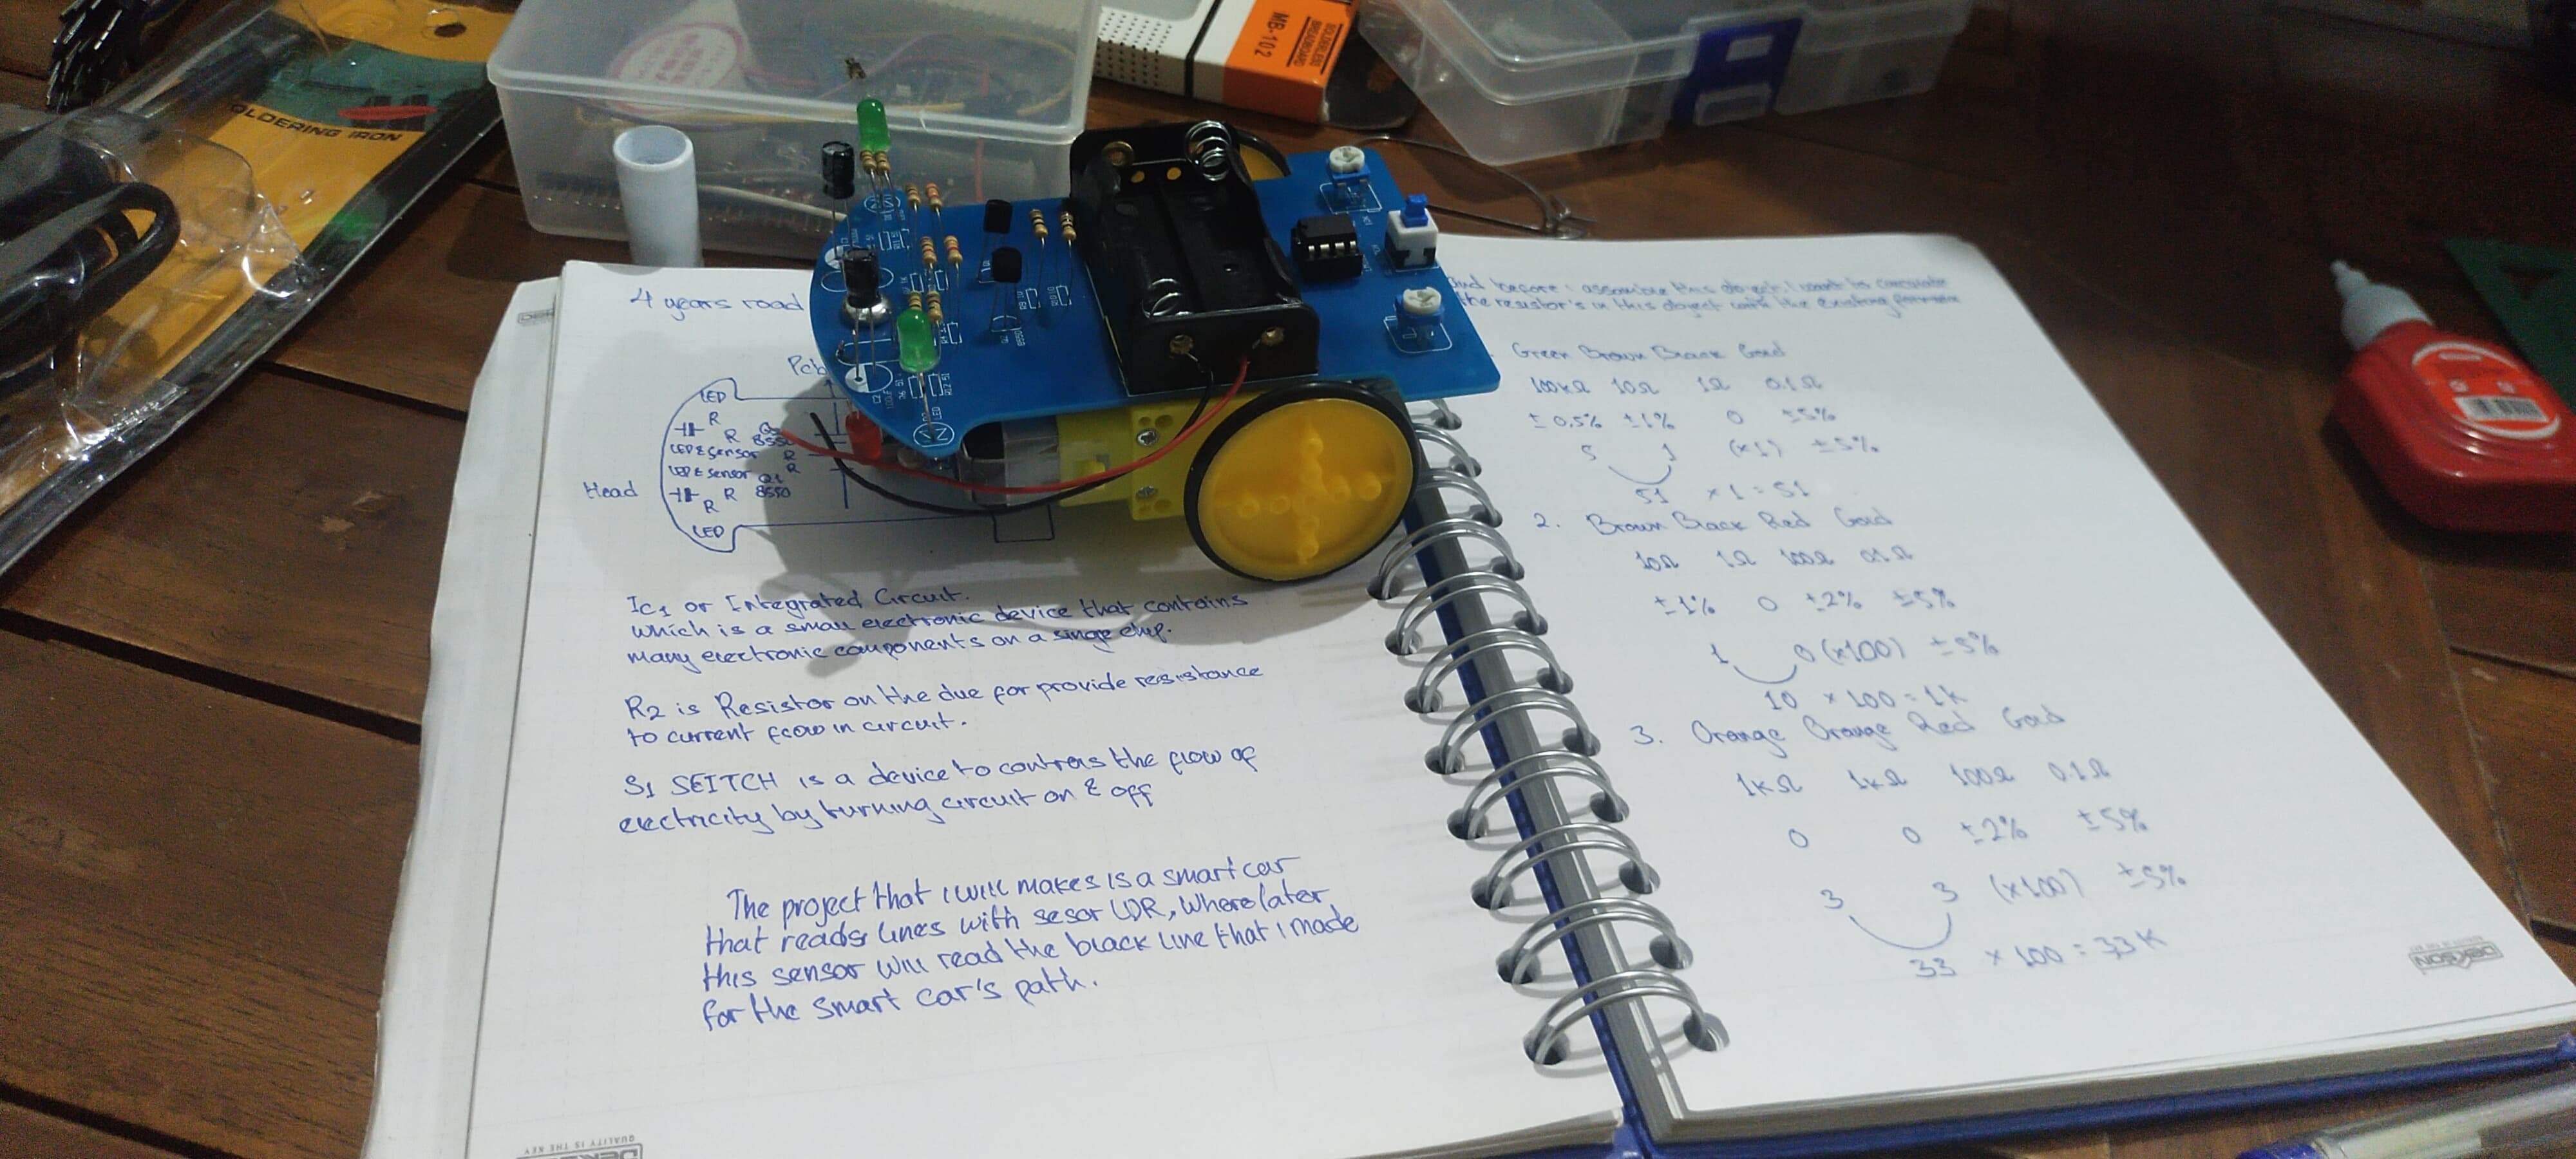 SOLDERING IRON
MB-102
SOLDERLESS
BREADBOARD
4 years road
Pcb
LED
R
R
8550
LED & Sensor R
LED & Sensor R
Q1
R 8550
R
LED
Head
Ic1 or Integrated Circuit.
Which is a small electronic device that contains
many electronic components on a singe chip.
R2 is Resistor on the due for provide resistance
to current flow in circuit.
S1 SEITCH is a device to controls the flow of
electricity by turning circuit on & off
The project that I will makes is a smart car
that reads lines with sesor LDR, Where later
this sensor will read the black line that I made
for the smart car's path.
And before I assemble this object, I want to calculate
the resistor's in this object with the existing formula
Green Brown Black Gold
100kΩ 10Ω 1Ω 0.1Ω
± 0.5% ±1% 0 ±5%
5 1 (x1) ±5%
51 x 1 = 51
2. Brown Black Red Gold
10Ω 1Ω 100Ω 0.1Ω
±1% 0 ±2% ±5%
1 0 (x100) ±5%
10 x 100 = 1K
3. Orange Orange Red Gold
1kΩ 1kΩ 100Ω 0.1Ω
0 0 ±2% ±5%
3 3 (x100) ±5%
33 x 100 = 33K
QUALITY IS THE KEY